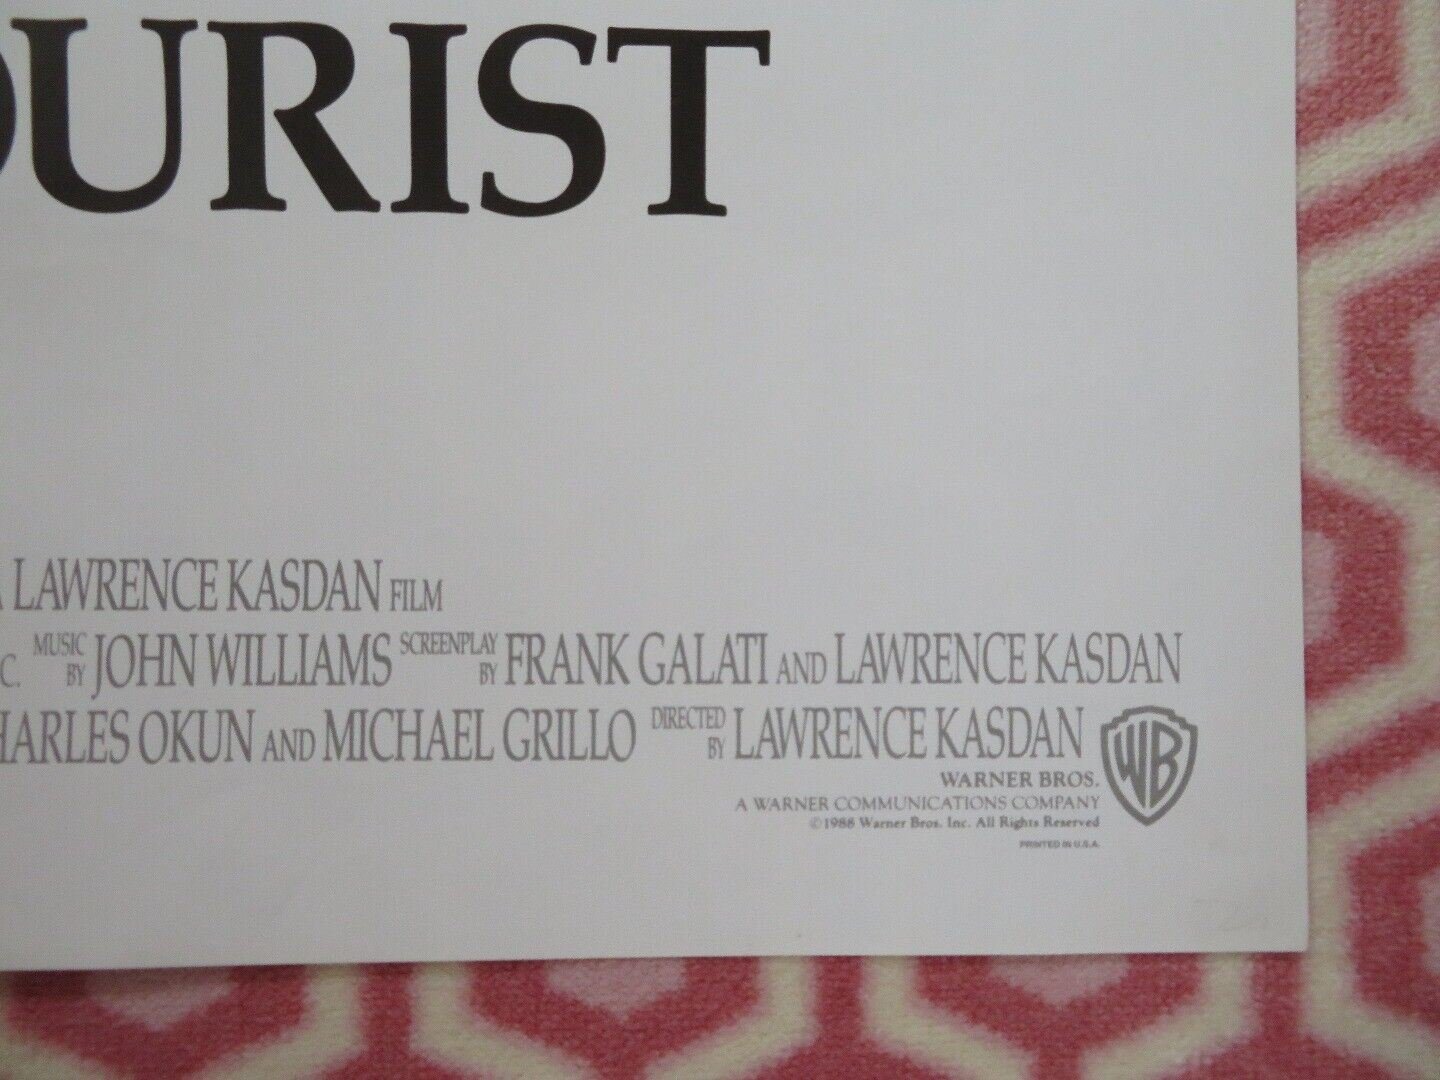 OURIST
A LAWRENCE KASDAN FILM
C. MUSIC BY JOHN WILLIAMS SCREENPLAY BY FRANK GALATI AND LAWRENCE KASDAN
HARLES OKUN AND MICHAEL GRILLO DIRECTED BY LAWRENCE KASDAN
WB
WARNER BROS.
A WARNER COMMUNICATIONS COMPANY
©1988 Warner Bros. Inc. All Rights Reserved
PRINTED IN U.S.A.